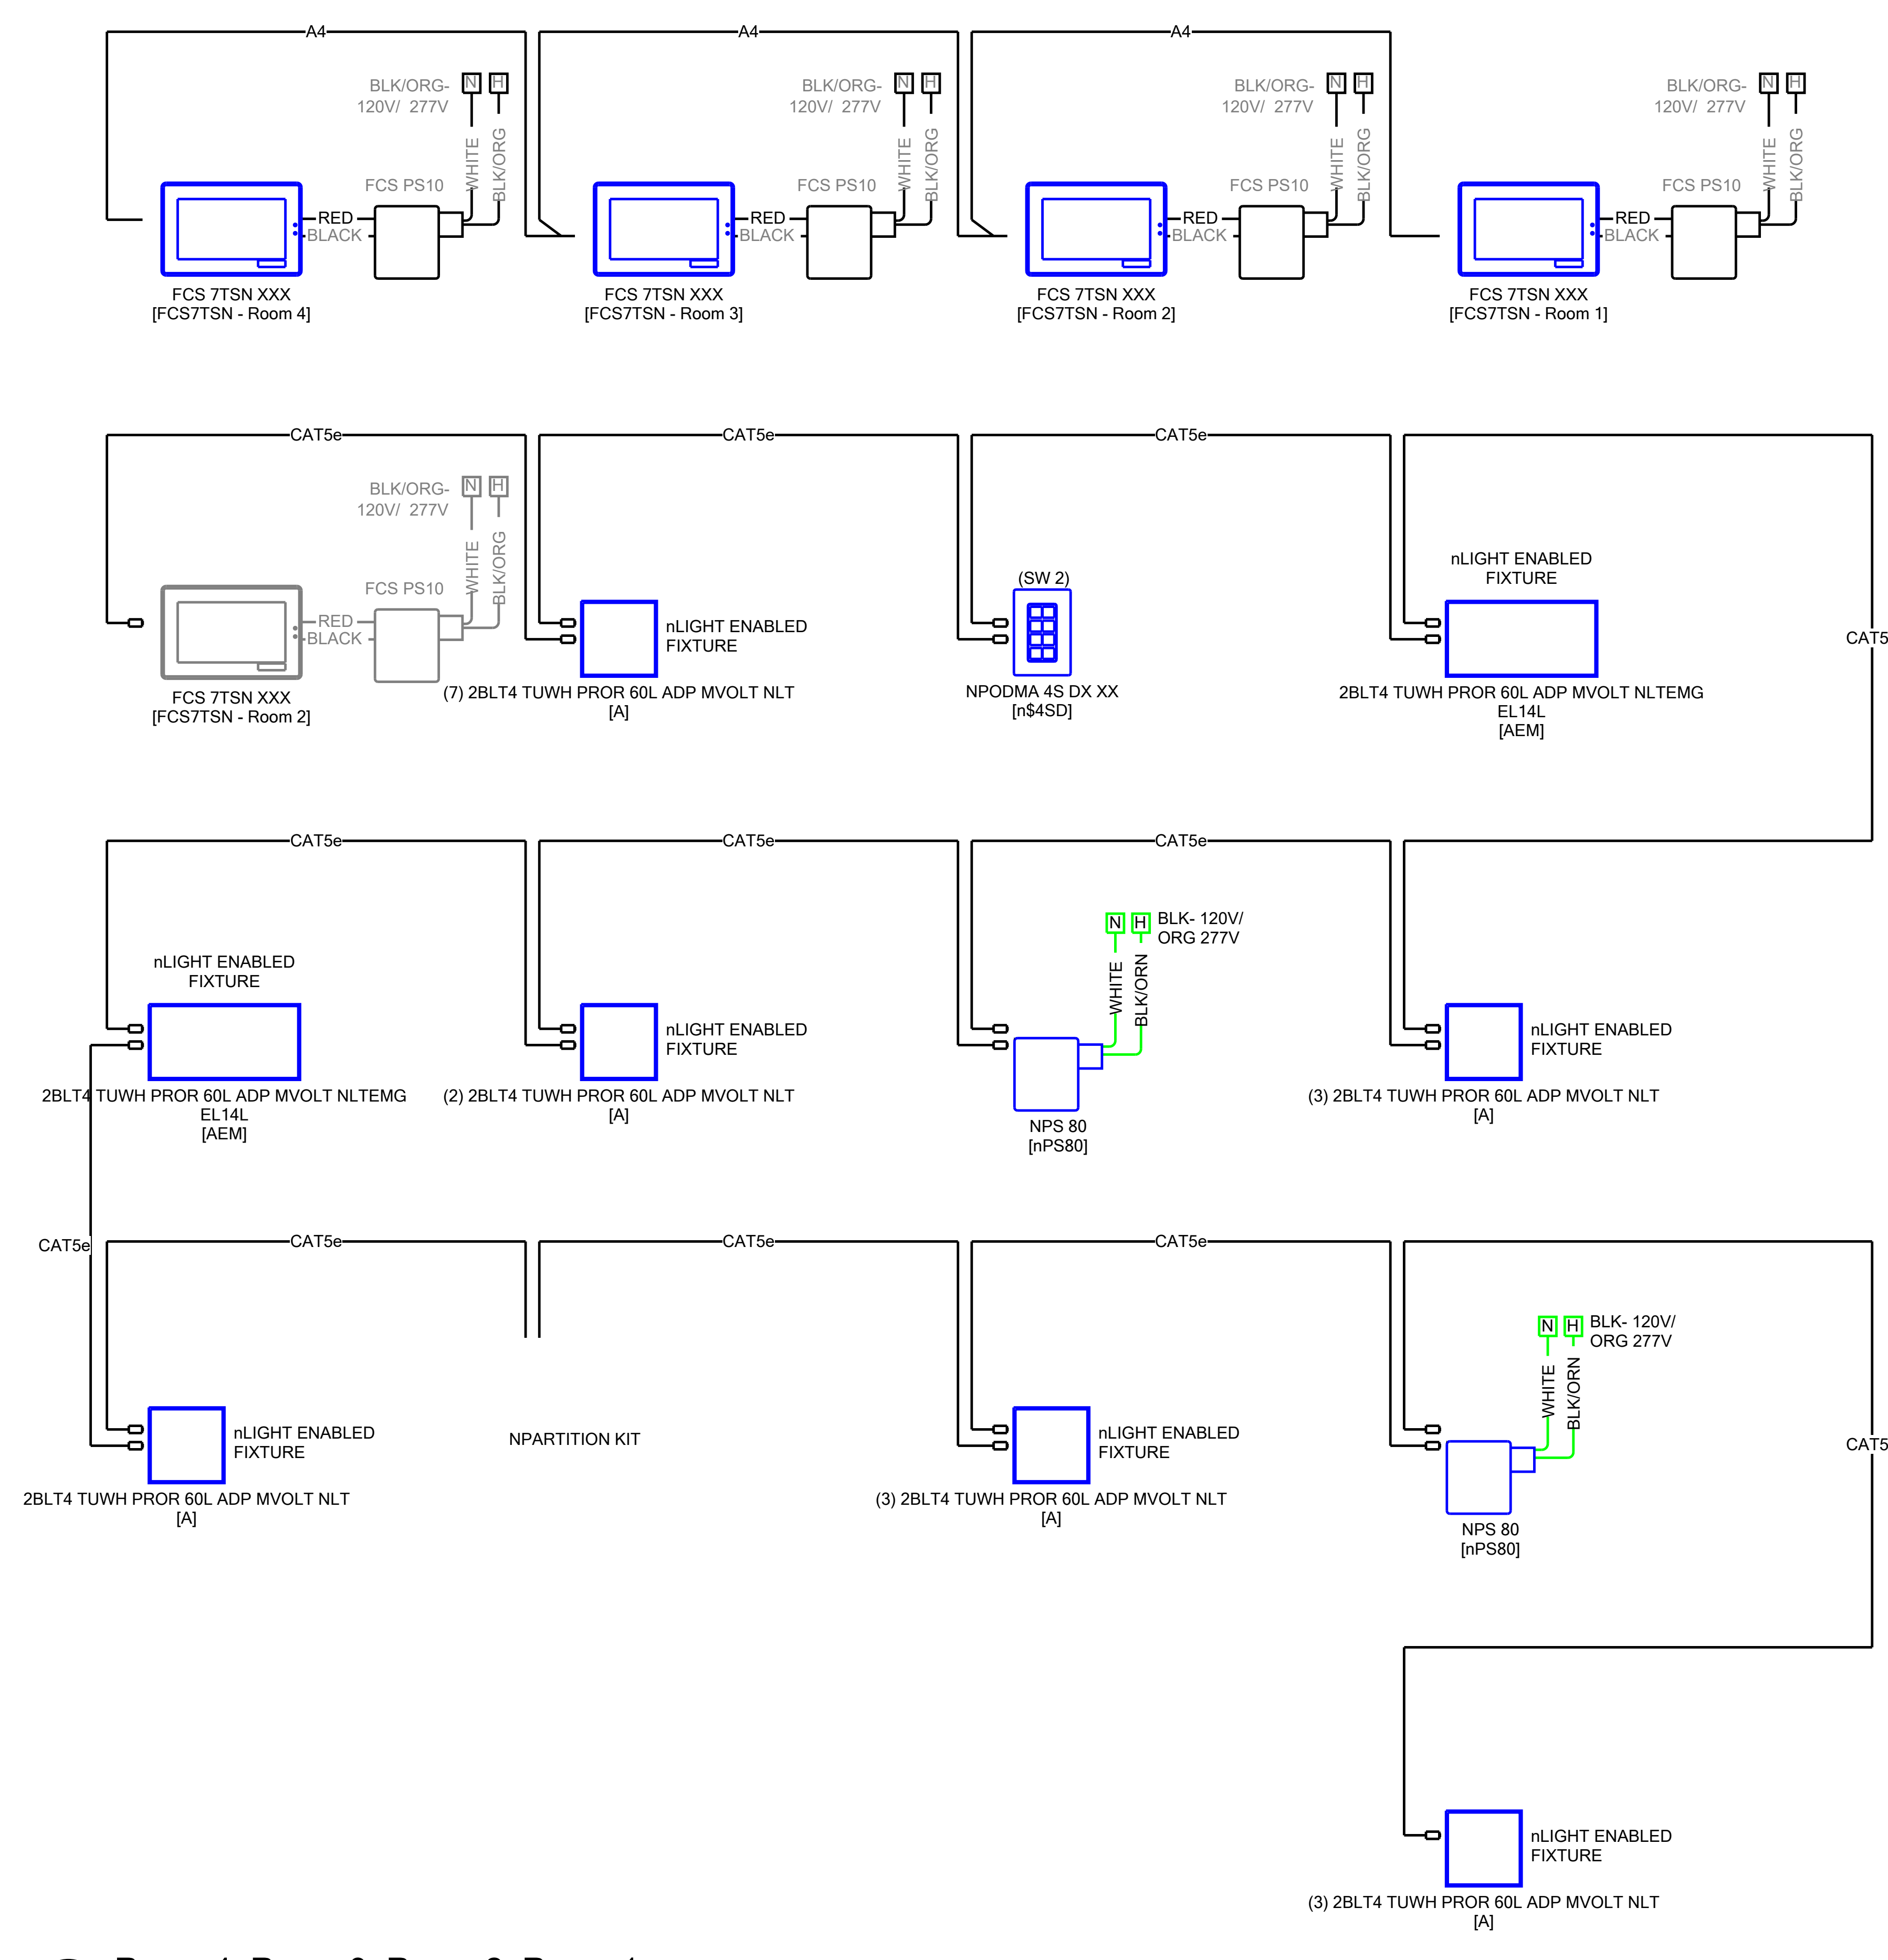 A4
A4
A4
BLK/ORG-
120V/ 277V
N
H
WHITE
BLK/ORG
FCS PS10
RED
BLACK
FCS 7TSN XXX
[FCS7TSN - Room 4]
BLK/ORG-
120V/ 277V
N
H
WHITE
BLK/ORG
FCS PS10
RED
BLACK
FCS 7TSN XXX
[FCS7TSN - Room 3]
BLK/ORG-
120V/ 277V
N
H
WHITE
BLK/ORG
FCS PS10
RED
BLACK
FCS 7TSN XXX
[FCS7TSN - Room 2]
BLK/ORG-
120V/ 277V
N
H
WHITE
BLK/ORG
FCS PS10
RED
BLACK
FCS 7TSN XXX
[FCS7TSN - Room 1]
CAT5e
CAT5e
CAT5e
BLK/ORG-
120V/ 277V
N
H
WHITE
BLK/ORG
FCS PS10
RED
BLACK
FCS 7TSN XXX
[FCS7TSN - Room 2]
nLIGHT ENABLED
FIXTURE
(7) 2BLT4 TUWH PROR 60L ADP MVOLT NLT
[A]
(SW 2)
NPODMA 4S DX XX
[n$4SD]
nLIGHT ENABLED
FIXTURE
2BLT4 TUWH PROR 60L ADP MVOLT NLTEMG
EL14L
[AEM]
CAT5
CAT5e
CAT5e
CAT5e
nLIGHT ENABLED
FIXTURE
2BLT4 TUWH PROR 60L ADP MVOLT NLTEMG
EL14L
[AEM]
nLIGHT ENABLED
FIXTURE
(2) 2BLT4 TUWH PROR 60L ADP MVOLT NLT
[A]
N
H
BLK- 120V/
ORG 277V
WHITE
BLK/ORN
NPS 80
[nPS80]
nLIGHT ENABLED
FIXTURE
(3) 2BLT4 TUWH PROR 60L ADP MVOLT NLT
[A]
CAT5e
CAT5e
CAT5e
CAT5e
nLIGHT ENABLED
FIXTURE
2BLT4 TUWH PROR 60L ADP MVOLT NLT
[A]
NPARTITION KIT
nLIGHT ENABLED
FIXTURE
(3) 2BLT4 TUWH PROR 60L ADP MVOLT NLT
[A]
N
H
BLK- 120V/
ORG 277V
WHITE
BLK/ORN
NPS 80
[nPS80]
CAT5
nLIGHT ENABLED
FIXTURE
(3) 2BLT4 TUWH PROR 60L ADP MVOLT NLT
[A]